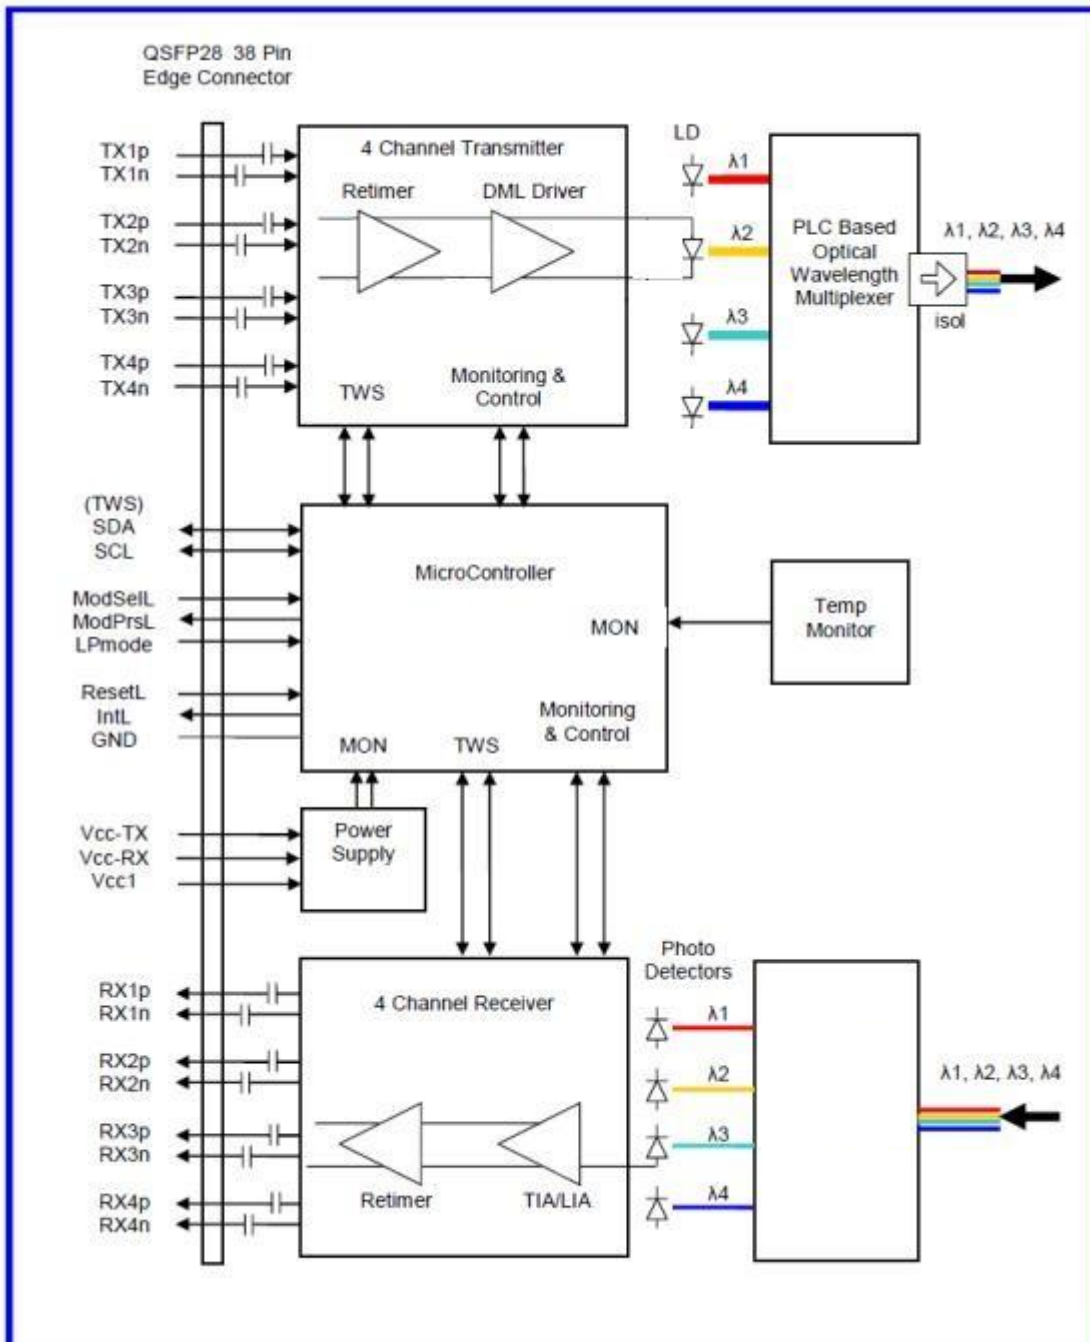 QSFP28 38 Pin
Edge Connector
TX1p
TX1n
TX2p
TX2n
TX3p
TX3n
TX4p
TX4n
4 Channel Transmitter
Retimer
DML Driver
TWS
Monitoring &
Control
LD
λ1
λ2
λ3
λ4
PLC Based
Optical
Wavelength
Multiplexer
isol
λ1, λ2, λ3, λ4
(TWS)
SDA
SCL
ModSelL
ModPrsL
LPmode
ResetL
IntL
GND
MicroController
MON
Monitoring
& Control
MON
TWS
Temp
Monitor
Vcc-TX
Vcc-RX
Vcc1
Power
Supply
RX1p
RX1n
RX2p
RX2n
RX3p
RX3n
RX4p
RX4n
4 Channel Receiver
Retimer
TIA/LIA
Photo
Detectors
λ1
λ2
λ3
λ4
λ1, λ2, λ3, λ4